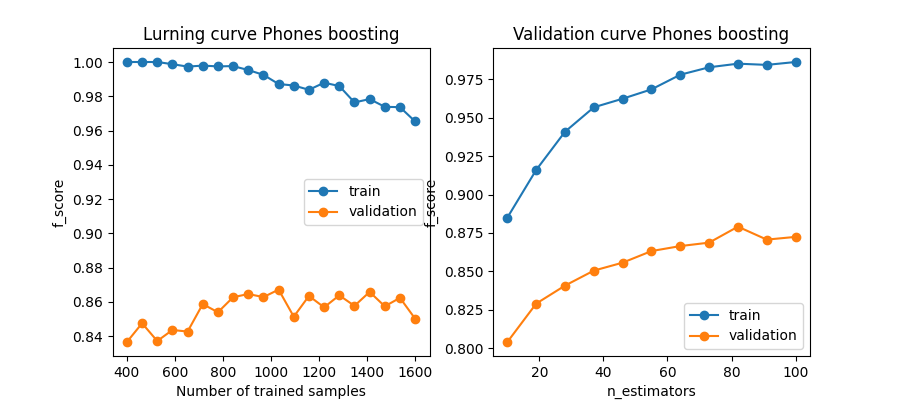 Lurning curve Phones boosting
1.00
0.98
0.96
0.94
0.92
0.90
0.88
0.86
0.84
f_score
train
validation
400 600 800 1000 1200 1400 1600
Number of trained samples
Validation curve Phones boosting
0.975
0.950
0.925
0.900
0.875
0.850
0.825
0.800
f_score
train
validation
20 40 60 80 100
n_estimators